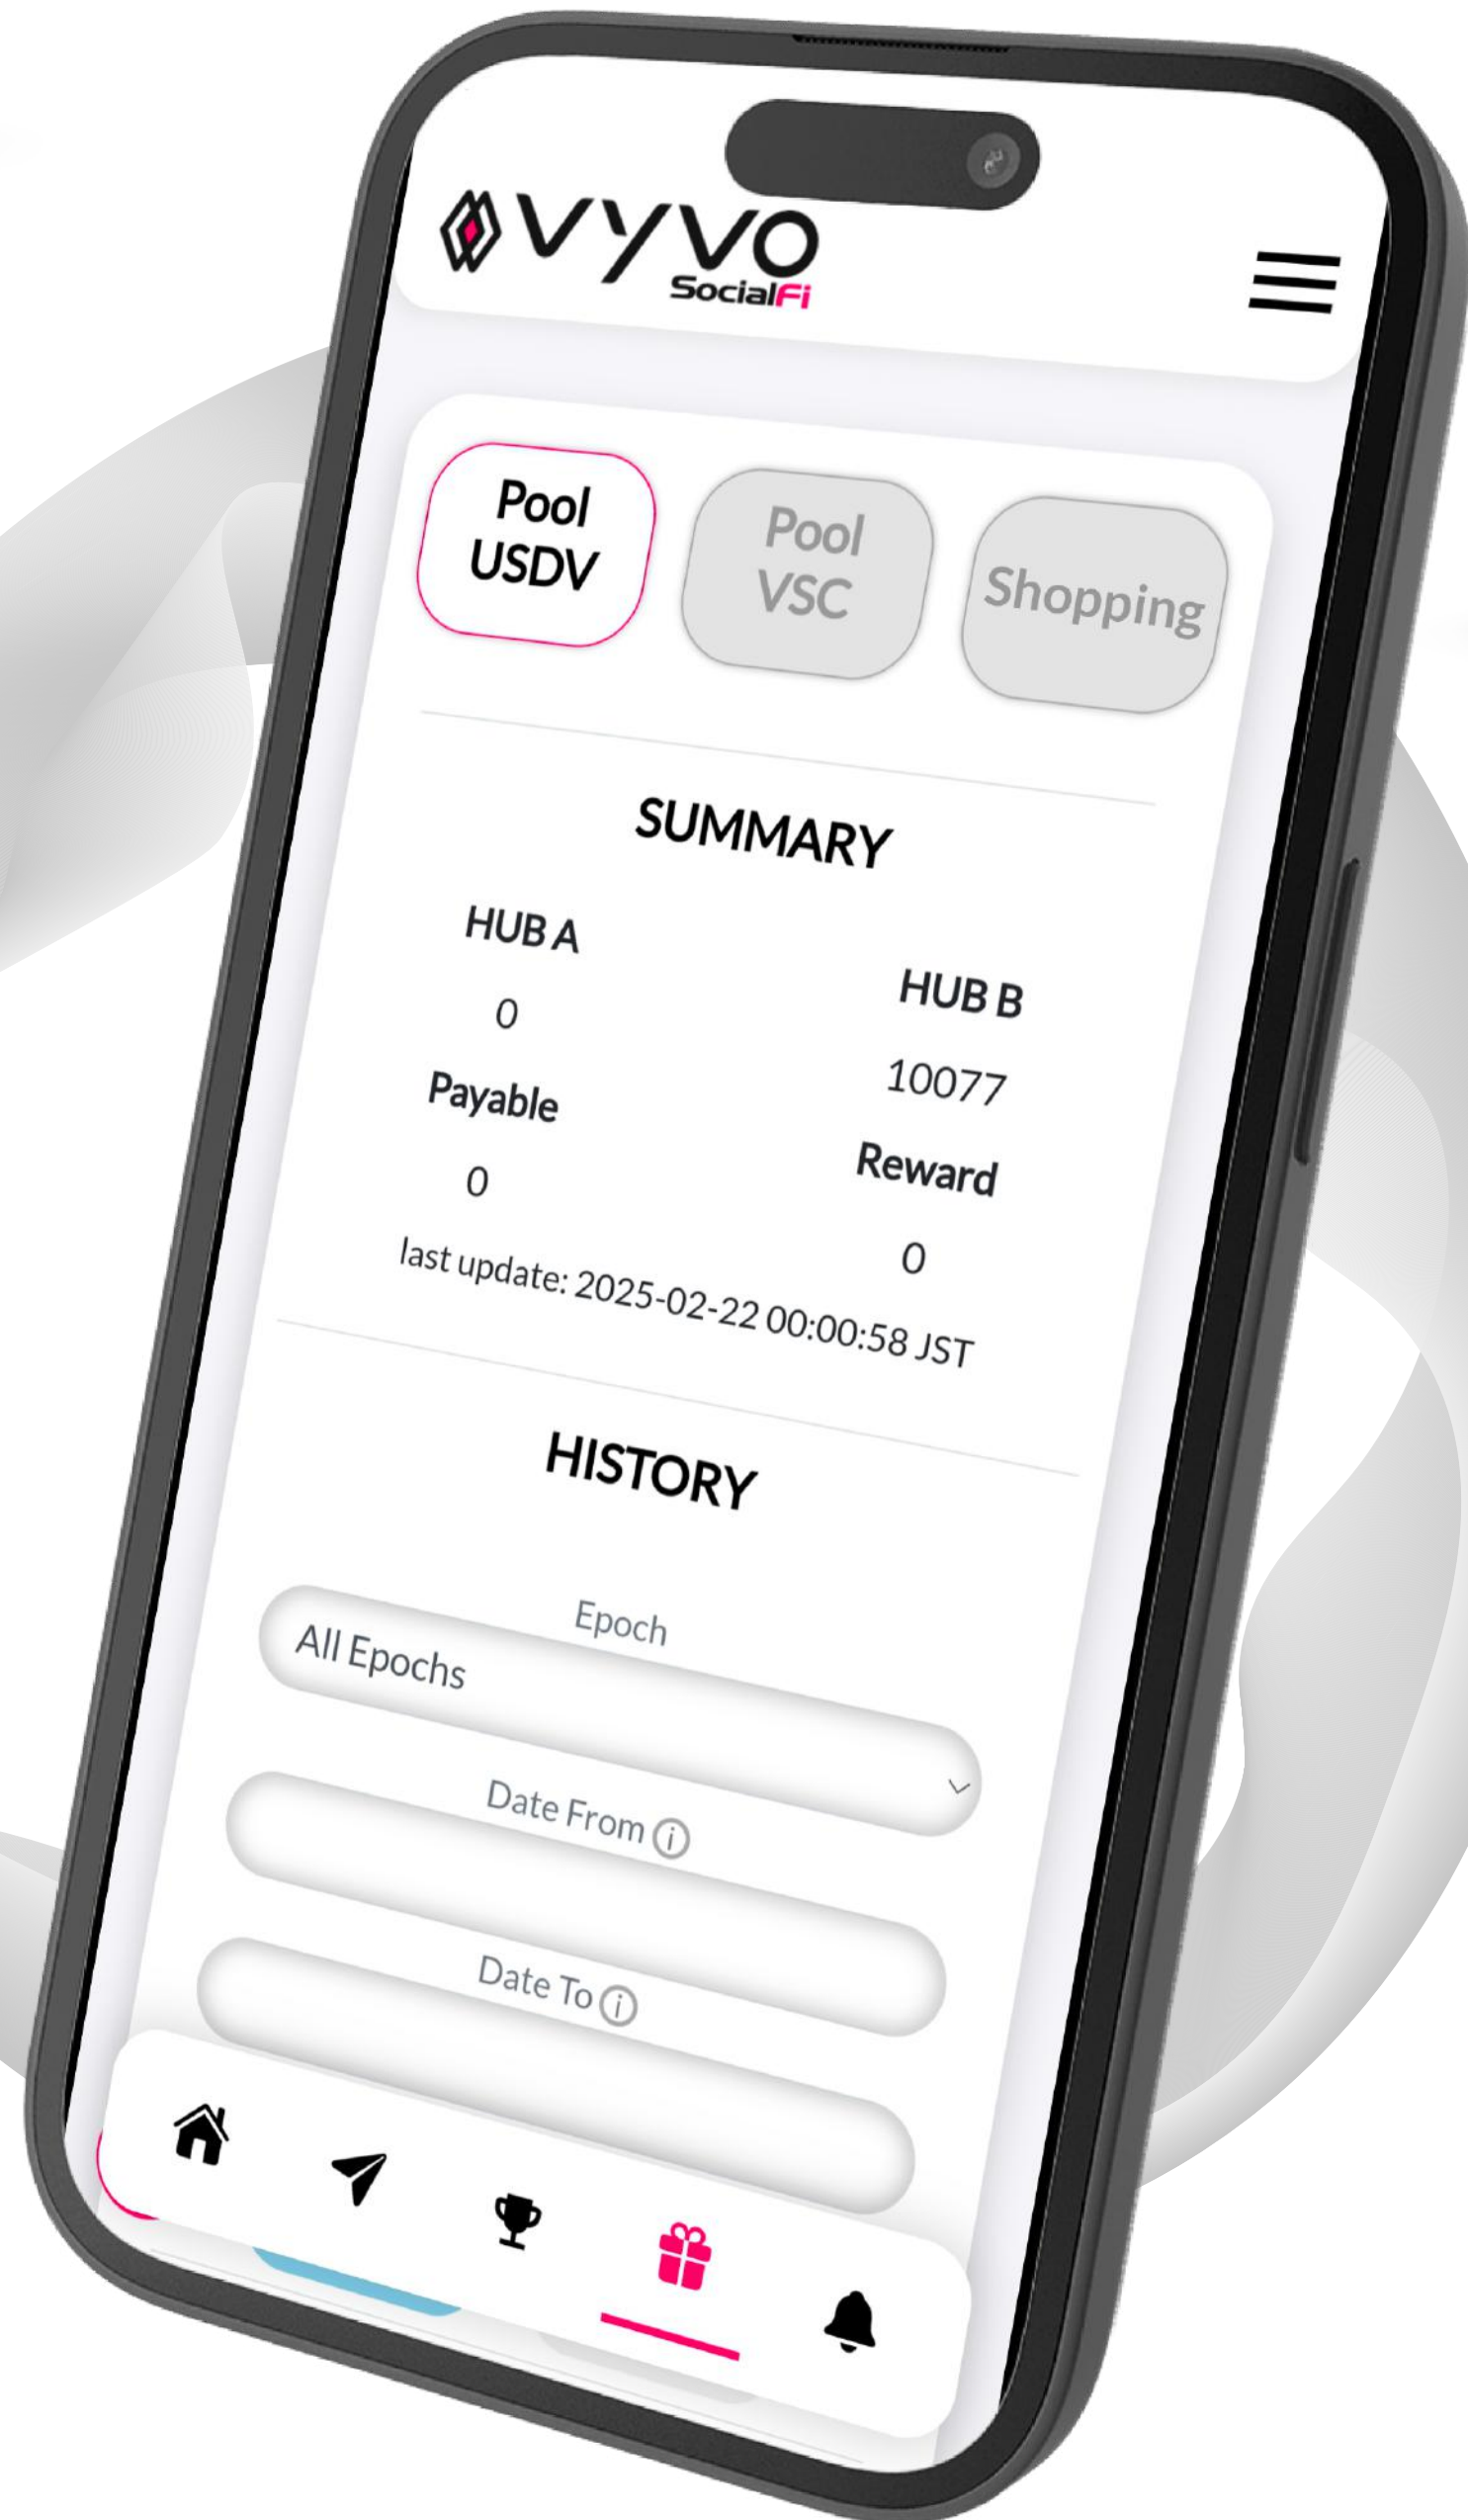 VYVO
SocialFi
Pool
USDV
Pool
VSC
Shopping
SUMMARY
HUB A
HUB B
0
10077
Payable
Reward
0
0
last update: 2025-02-22 00:00:58 JST
HISTORY
Epoch
All Epochs
Date From
Date To